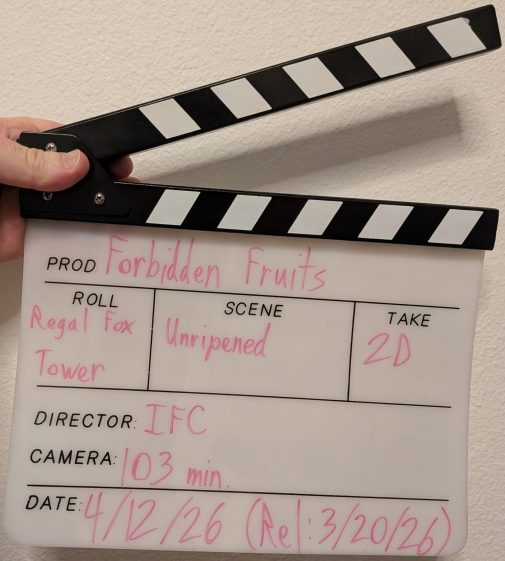 PROD Forbidden Fruits
ROLL SCENE TAKE
Regal Fox Unripened 2D
Tower
DIRECTOR: IFC
CAMERA: 103 min.
DATE: 4/12/26 (Rel: 3/20/26)